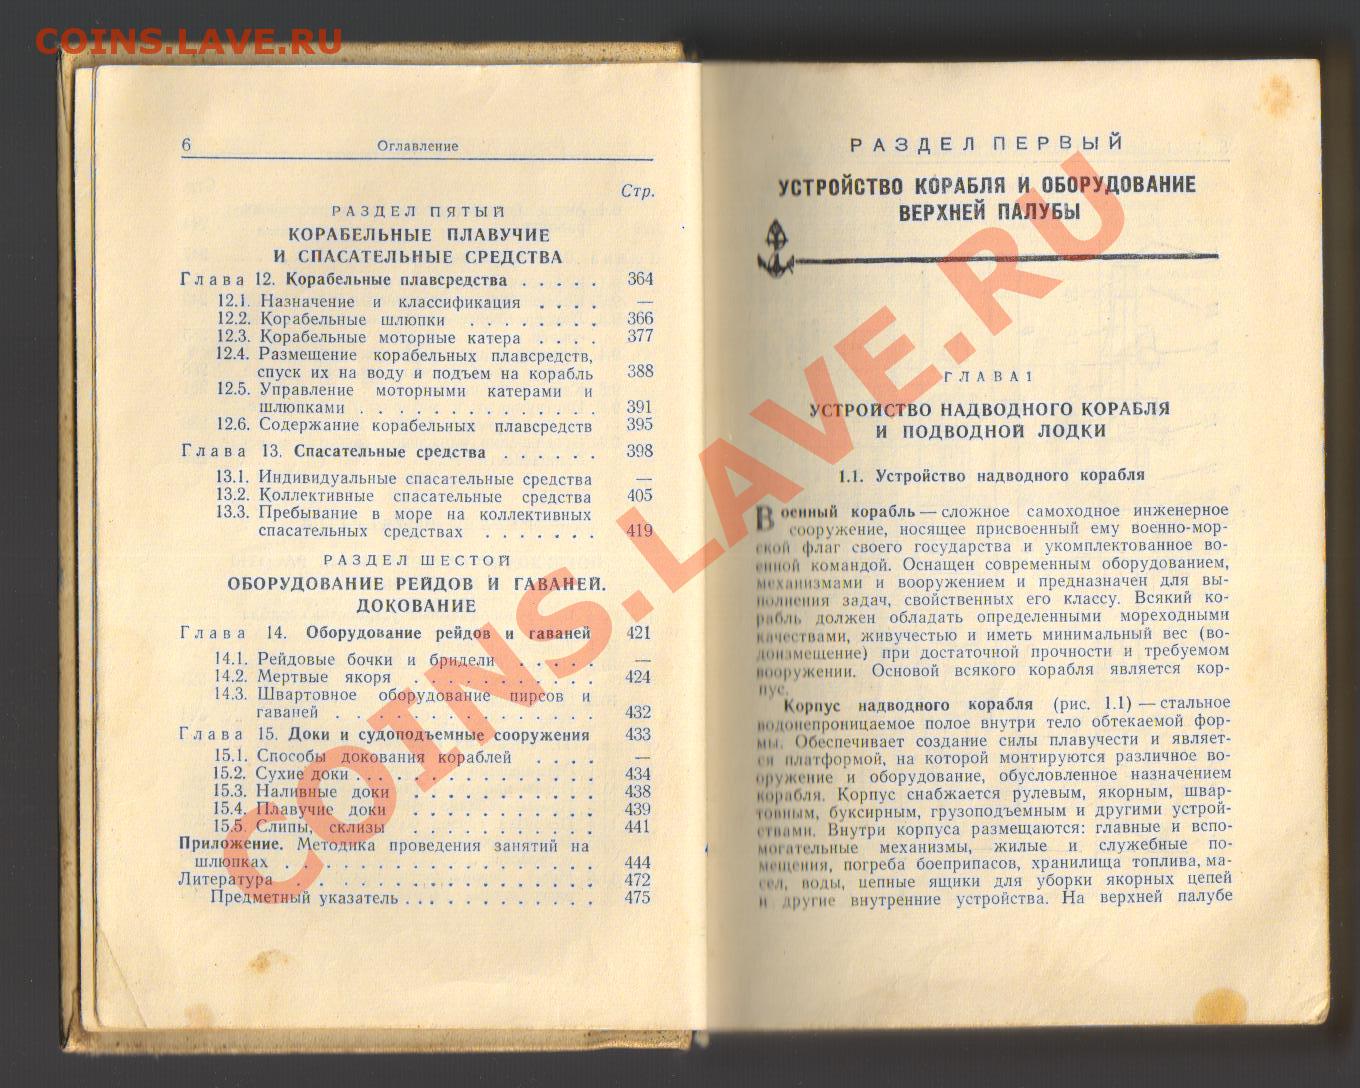 COINS.LAVE.RU
6 Оглавление
Стр.
РАЗДЕЛ ПЯТЫЙ
КОРАБЕЛЬНЫЕ ПЛАВУЧИЕ
И СПАСАТЕЛЬНЫЕ СРЕДСТВА
Глава 12. Корабельные плавсредства . . . . . 364
12.1. Назначение и классификация . . . . —
12.2. Корабельные шлюпки . . . . . . . . 366
12.3. Корабельные моторные катера . . . . 377
12.4. Размещение корабельных плавсредств,
спуск их на воду и подъем на корабль 388
12.5. Управление моторными катерами и
шлюпками . . . . . . . . . . . . . . 391
12.6. Содержание корабельных плавсредств 395
Глава 13. Спасательные средства . . . . . . 398
13.1. Индивидуальные спасательные средства —
13.2. Коллективные спасательные средства 405
13.3. Пребывание в море на коллективных
спасательных средствах . . . . . . . 419
РАЗДЕЛ ШЕСТОЙ
ОБОРУДОВАНИЕ РЕЙДОВ И ГАВАНЕЙ.
ДОКОВАНИЕ
Глава 14. Оборудование рейдов и гаваней 421
14.1. Рейдовые бочки и бридели . . . . . —
14.2. Мертвые якоря . . . . . . . . . . . 424
14.3. Швартовное оборудование пирсов и
гаваней . . . . . . . . . . . . . . . 432
Глава 15. Доки и судоподъемные сооружения 433
15.1. Способы докования кораблей . . . . —
15.2. Сухие доки . . . . . . . . . . . . . 434
15.3. Наливные доки . . . . . . . . . . . 438
15.4. Плавучие доки . . . . . . . . . . . 439
15.5. Слипы, склизы . . . . . . . . . . . 441
Приложение. Методика проведения занятий на
шлюпках . . . . . . . . . . . . . . . . . 444
Литература . . . . . . . . . . . . . . . . . 472
Предметный указатель . . . . . . . . . . . 475
РАЗДЕЛ ПЕРВЫЙ
УСТРОЙСТВО КОРАБЛЯ И ОБОРУДОВАНИЕ
ВЕРХНЕЙ ПАЛУБЫ
ГЛАВА 1
УСТРОЙСТВО НАДВОДНОГО КОРАБЛЯ
И ПОДВОДНОЙ ЛОДКИ
1.1. Устройство надводного корабля
Военный корабль — сложное самоходное инженерное
сооружение, носящее присвоенный ему военно-мор-
ской флаг своего государства и укомплектованное во-
енной командой. Оснащен современным оборудованием,
механизмами и вооружением и предназначен для вы-
полнения задач, свойственных его классу. Всякий ко-
рабль должен обладать определенными мореходными
качествами, живучестью и иметь минимальный вес (во-
доизмещение) при достаточной прочности и требуемом
вооружении. Основой всякого корабля является кор-
пус.
Корпус надводного корабля (рис. 1.1) — стальное
водонепроницаемое полое внутри тело обтекаемой фор-
мы. Обеспечивает создание силы плавучести и являет-
ся платформой, на которой монтируются различное во-
оружение и оборудование, обусловленное назначением
корабля. Корпус снабжается рулевым, якорным, швар-
товным, буксирным, грузоподъемным и другими устрой-
ствами. Внутри корпуса размещаются: главные и вспо-
могательные механизмы, жилые и служебные по-
мещения, погреба боеприпасов, хранилища топлива, ма-
сел, воды, цепные ящики для уборки якорных цепей
и другие внутренние устройства. На верхней палубе
COINS.LAVE.RU